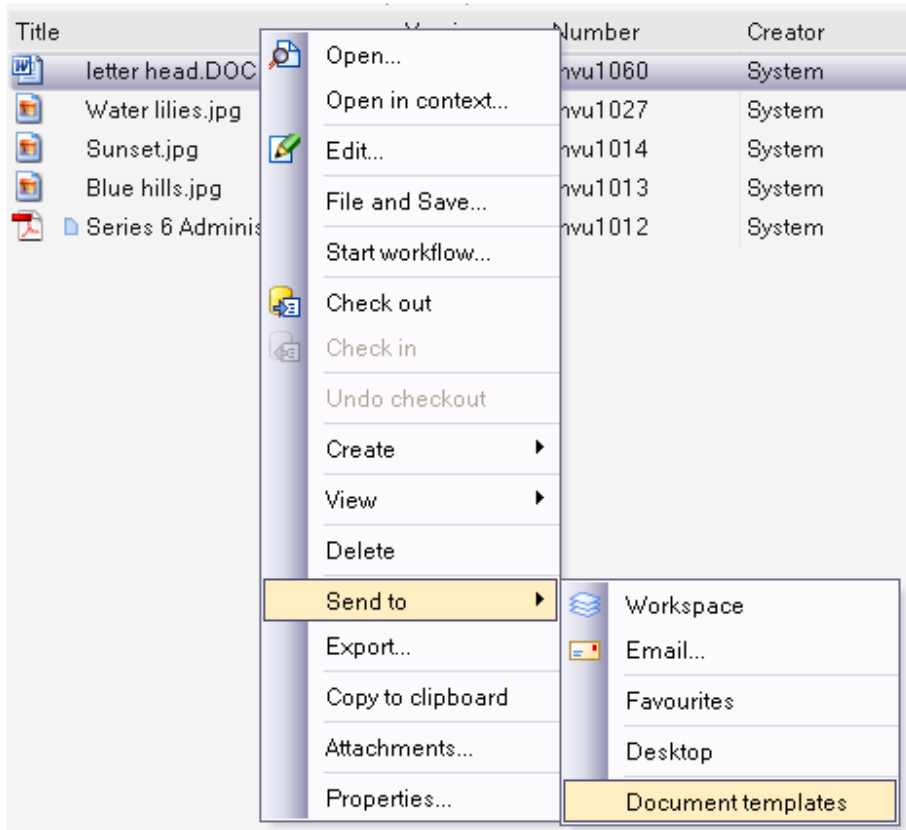 Title Number Creator
letter head.DOC nvu1060 System
Water lilies.jpg nvu1027 System
Sunset.jpg nvu1014 System
Blue hills.jpg nvu1013 System
Series 6 Adminis nvu1012 System
Open...
Open in context...
Edit...
File and Save...
Start workflow...
Check out
Check in
Undo checkout
Create
View
Delete
Send to
Export...
Copy to clipboard
Attachments...
Properties...
Workspace
Email...
Favourites
Desktop
Document templates